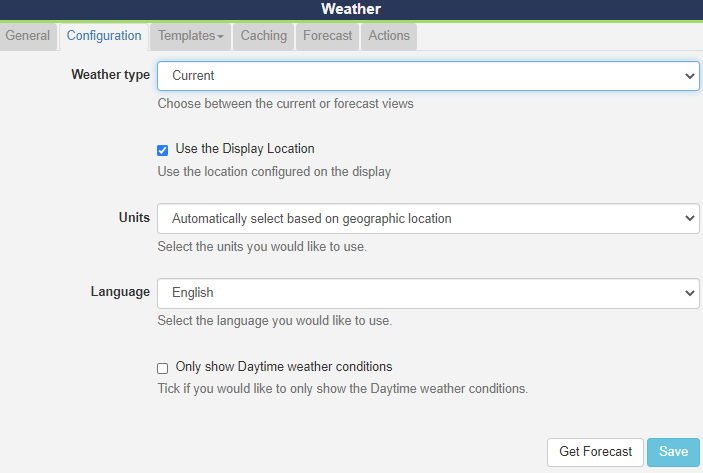 Weather
General Configuration Templates Caching Forecast Actions
Weather type Current
Choose between the current or forecast views
Use the Display Location
Use the location configured on the display
Units Automatically select based on geographic location
Select the units you would like to use.
Language English
Select the language you would like to use.
Only show Daytime weather conditions
Tick if you would like to only show the Daytime weather conditions.
Get Forecast Save